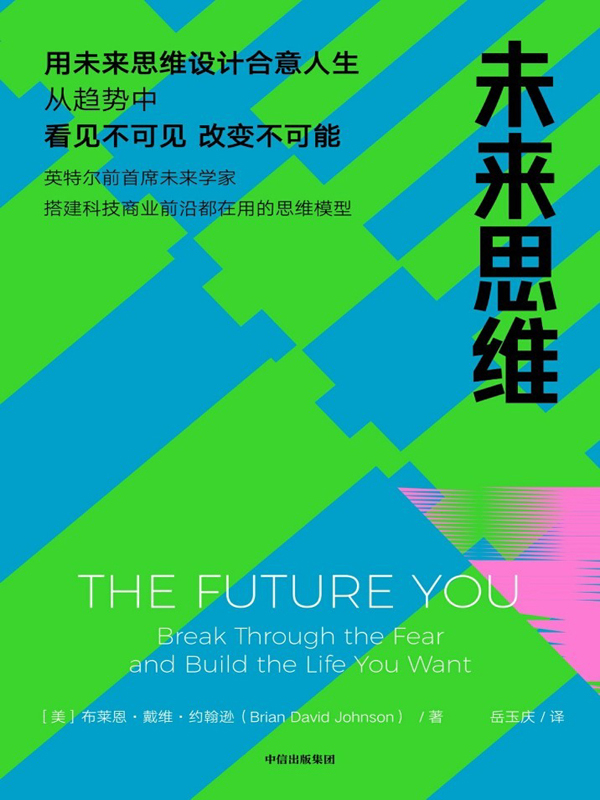 用未来思维设计合意人生
从趋势中
看见不可见 改变不可能
英特尔前首席未来学家
搭建科技商业前沿都在用的思维模型
未来思维
THE FUTURE YOU
Break Through the Fear
and Build the Life You Want
[美]布莱恩·戴维·约翰逊（Brian David Johnson） /著 岳玉庆/译
中信出版集团